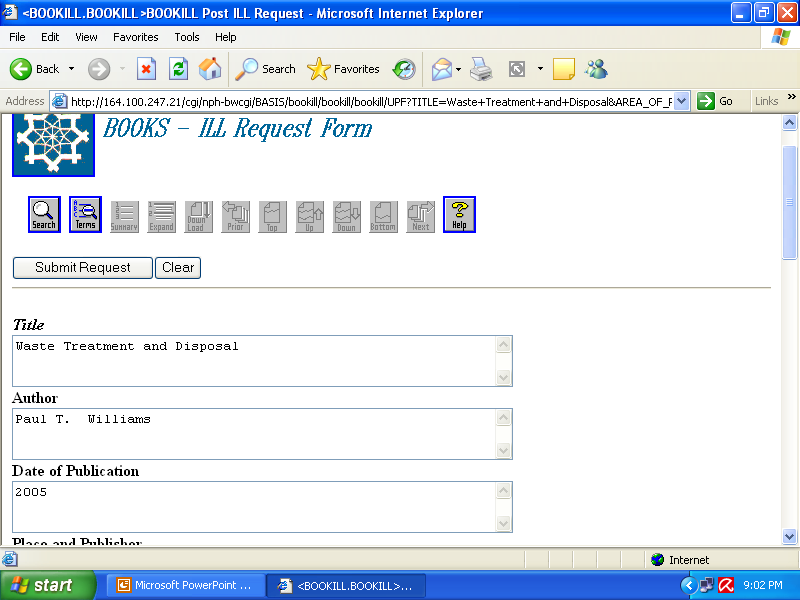 <BOOKILL.BOOKILL>BOOKILL Post ILL Request - Microsoft Internet Explorer
File Edit View Favorites Tools Help
Back Search Favorites
Address http://164.100.247.21/cgi/nph-bwcgi/BASIS/bookill/bookill/bookill/UPF?TITLE=Waste+Treatment+and+Disposal&AREA_OF_F Go Links »
BOOKS - ILL Request Form
Search Terms Summary Expand Down Load Prior Top Up Down Bottom Next Help
Submit Request Clear
Title
Waste Treatment and Disposal
Author
Paul T.  Williams
Date of Publication
2005
Place and Publisher
Internet
start Microsoft PowerPoint ... <BOOKILL.BOOKILL>... 9:02 PM